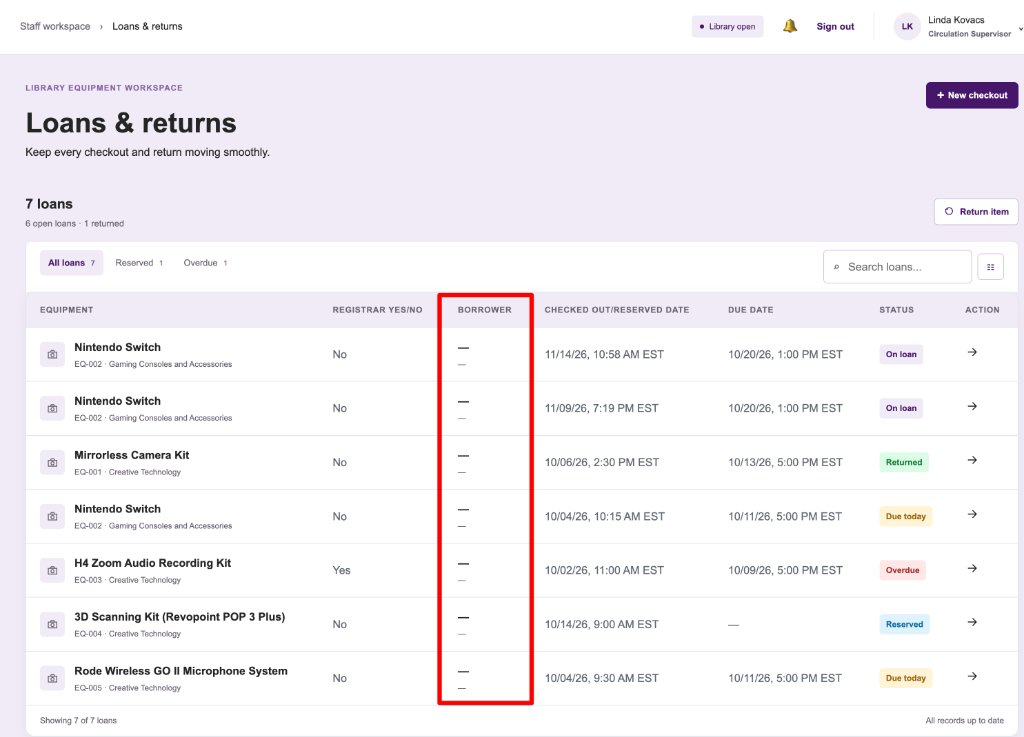 Staff workspace › Loans & returns
• Library open
Sign out
LK
Linda Kovacs
Circulation Supervisor
LIBRARY EQUIPMENT WORKSPACE
+ New checkout
Loans & returns
Keep every checkout and return moving smoothly.
7 loans
6 open loans · 1 returned
Return item
All loans 7 Reserved 1 Overdue 1
Search loans...
EQUIPMENT REGISTRAR YES/NO BORROWER CHECKED OUT/RESERVED DATE DUE DATE STATUS ACTION
Nintendo Switch
EQ-002 · Gaming Consoles and Accessories
No — — 11/14/26, 10:58 AM EST 10/20/26, 1:00 PM EST On loan →
Nintendo Switch
EQ-002 · Gaming Consoles and Accessories
No — — 11/09/26, 7:19 PM EST 10/20/26, 1:00 PM EST On loan →
Mirrorless Camera Kit
EQ-001 · Creative Technology
No — — 10/06/26, 2:30 PM EST 10/13/26, 5:00 PM EST Returned →
Nintendo Switch
EQ-002 · Gaming Consoles and Accessories
No — — 10/04/26, 10:15 AM EST 10/11/26, 5:00 PM EST Due today →
H4 Zoom Audio Recording Kit
EQ-003 · Creative Technology
Yes — — 10/02/26, 11:00 AM EST 10/09/26, 5:00 PM EST Overdue →
3D Scanning Kit (Revopoint POP 3 Plus)
EQ-004 · Creative Technology
No — — 10/14/26, 9:00 AM EST — Reserved →
Rode Wireless GO II Microphone System
EQ-005 · Creative Technology
No — — 10/04/26, 9:30 AM EST 10/11/26, 5:00 PM EST Due today →
Showing 7 of 7 loans
All records up to date